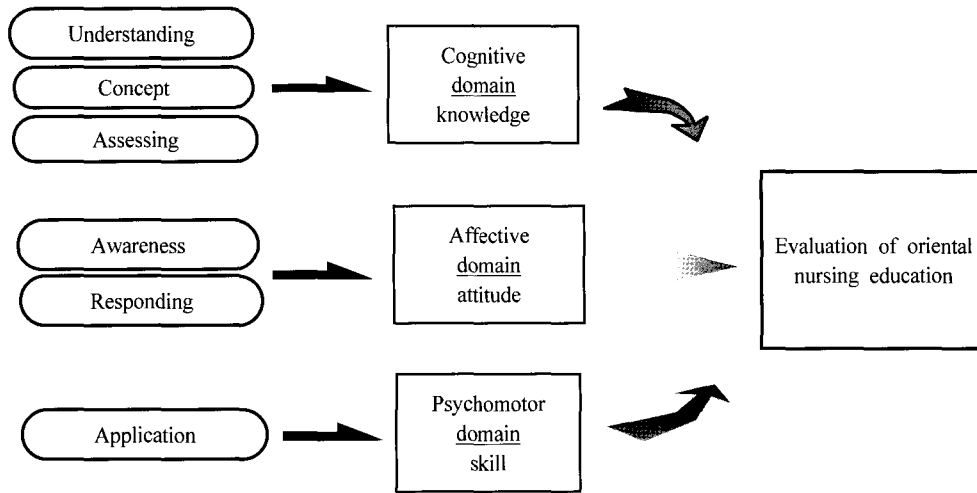 Understanding
Concept
Assessing
Cognitive
domain
knowledge
Awareness
Responding
Affective
domain
attitude
Application
Psychomotor
domain
skill
Evaluation of oriental
nursing education